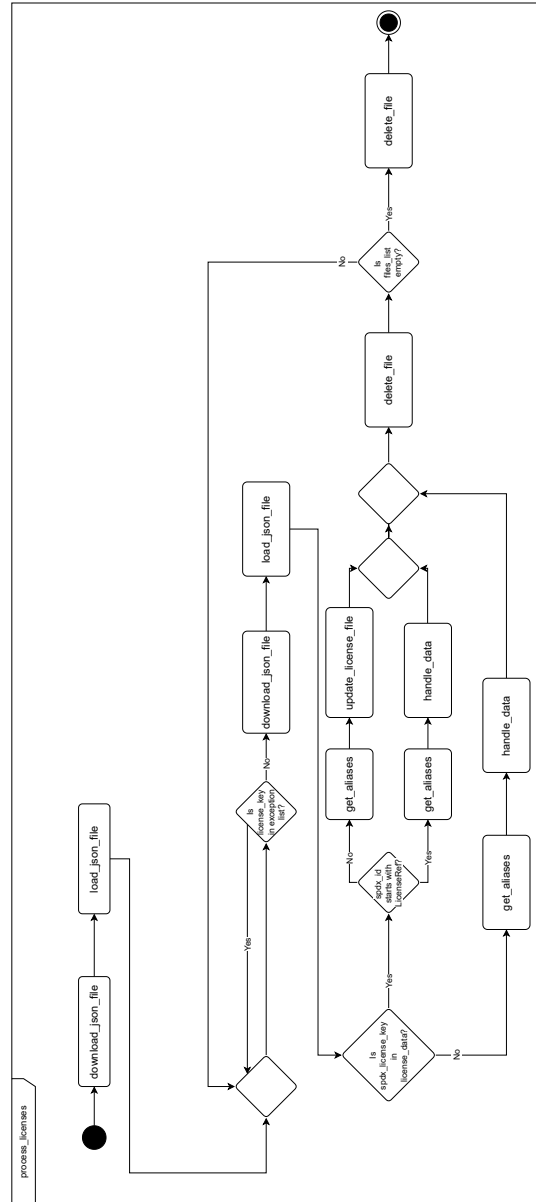 process_licenses
download_json_file
load_json_file
Is
license_key
in exception
list?
Yes
No
download_json_file
load_json_file
Is
spdx_license_key
in
license_data?
Yes
No
spdx_id
starts with
LicenseRef?
No
Yes
get_aliases
update_license_file
get_aliases
handle_data
get_aliases
handle_data
delete_file
Is
files_list
empty?
No
Yes
delete_file